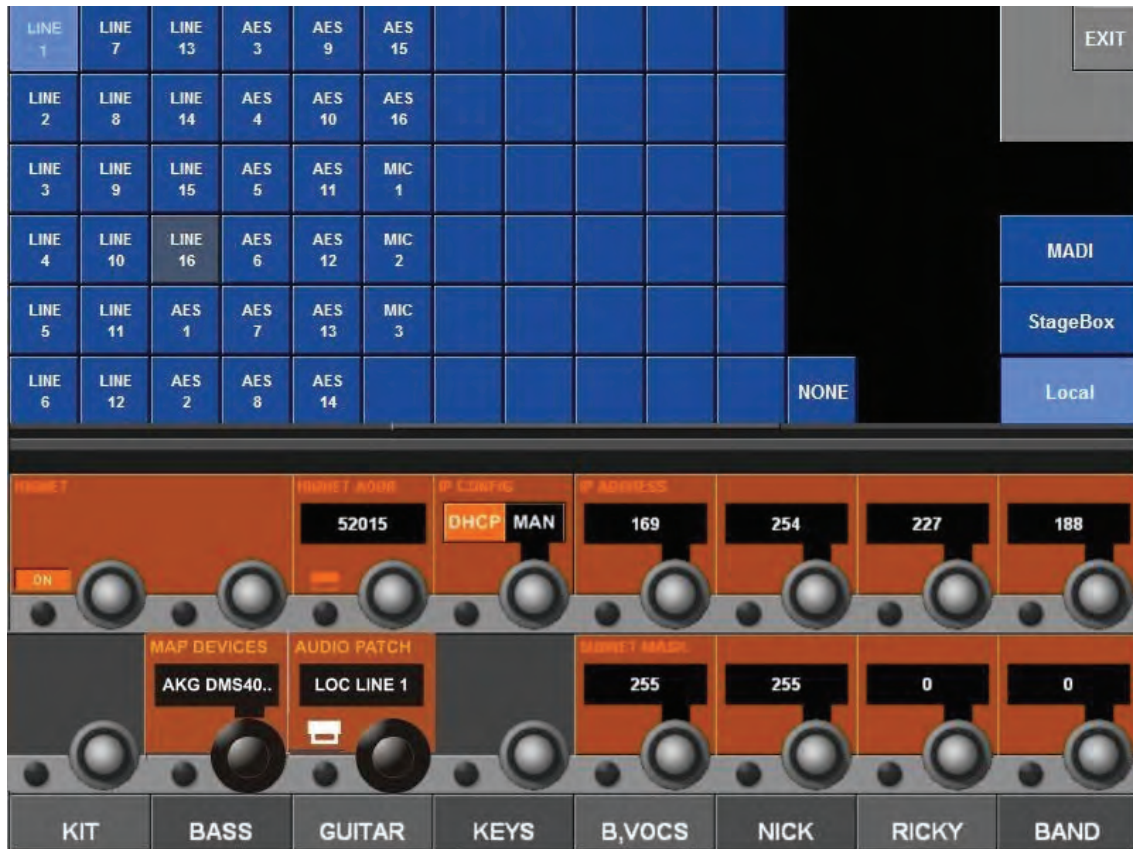 LINE 1 LINE 7 LINE 13 AES 3 AES 9 AES 15 EXIT
LINE 2 LINE 8 LINE 14 AES 4 AES 10 AES 16
LINE 3 LINE 9 LINE 15 AES 5 AES 11 MIC 1
LINE 4 LINE 10 LINE 16 AES 6 AES 12 MIC 2 MADI
LINE 5 LINE 11 AES 1 AES 7 AES 13 MIC 3 StageBox
LINE 6 LINE 12 AES 2 AES 8 AES 14 NONE Local
HIQNET HIQNET ADDR IP CONFIG IP ADDRESS
52015 DHCP MAN 169 254 227 188
ON
MAP DEVICES AUDIO PATCH SUBNET MASK
AKG DMS40.. LOC LINE 1 255 255 0 0
KIT BASS GUITAR KEYS B,VOCS NICK RICKY BAND